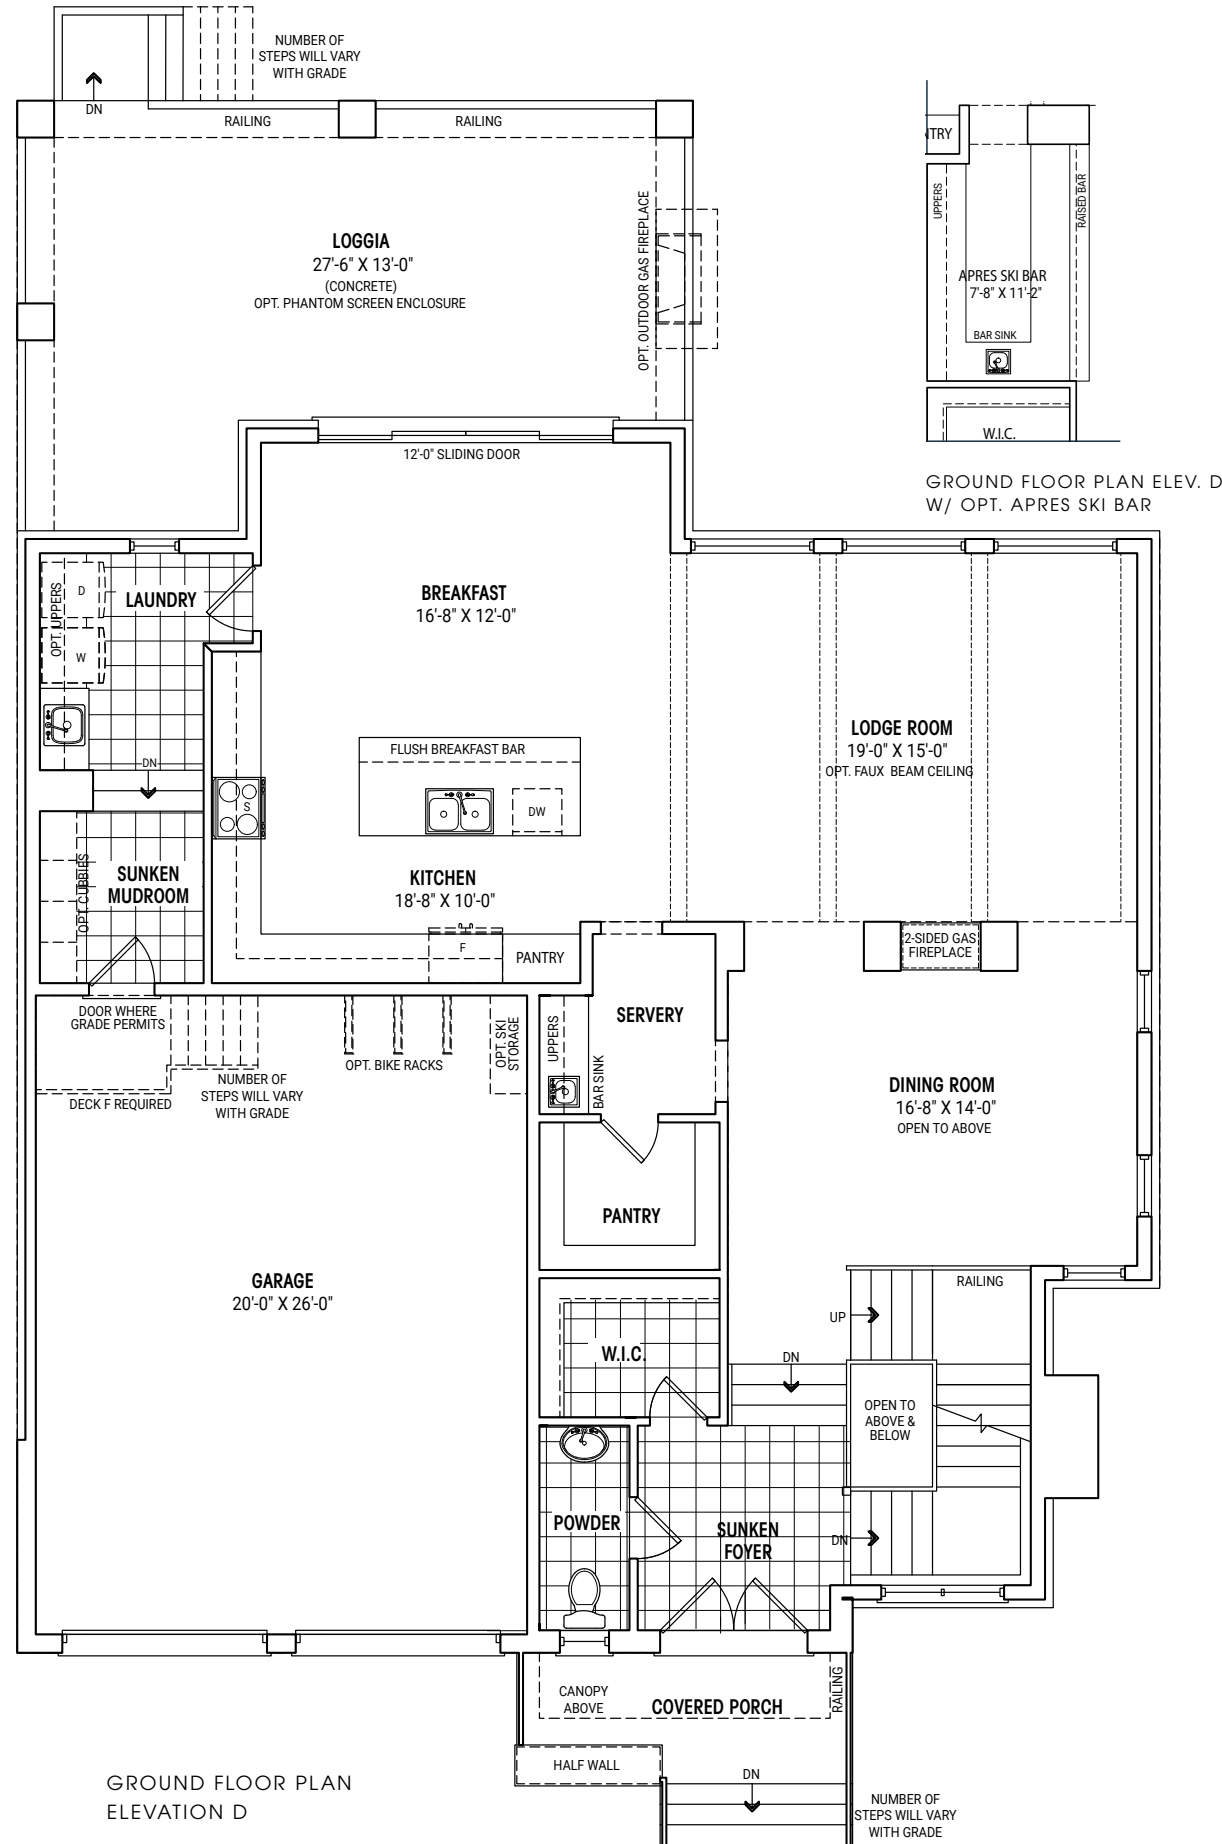 NUMBER OF
STEPS WILL VARY
WITH GRADE
DN
RAILING
RAILING
LOGGIA
27'-6" X 13'-0"
(CONCRETE)
OPT. PHANTOM SCREEN ENCLOSURE
OPT. OUTDOOR GAS FIREPLACE
NTRY
UPPERS
RAISED BAR
APRES SKI BAR
7'-8" X 11'-2"
BAR SINK
W.I.C.
GROUND FLOOR PLAN ELEV. D
W/ OPT. APRES SKI BAR
12'-0" SLIDING DOOR
OPT. UPPERS
D
W
LAUNDRY
DN
BREAKFAST
16'-8" X 12'-0"
LODGE ROOM
19'-0" X 15'-0"
OPT. FAUX BEAM CEILING
FLUSH BREAKFAST BAR
DW
S
KITCHEN
18'-8" X 10'-0"
F
PANTRY
OPT. CUBBIES
SUNKEN
MUDROOM
2-SIDED GAS
FIREPLACE
DOOR WHERE
GRADE PERMITS
DECK F REQUIRED
NUMBER OF
STEPS WILL VARY
WITH GRADE
OPT. BIKE RACKS
OPT. SKI
STORAGE
UPPERS
BAR SINK
SERVERY
DINING ROOM
16'-8" X 14'-0"
OPEN TO ABOVE
PANTRY
GARAGE
20'-0" X 26'-0"
W.I.C.
RAILING
UP
DN
OPEN TO
ABOVE &
BELOW
POWDER
SUNKEN
FOYER
DN
CANOPY
ABOVE
COVERED PORCH
RAILING
HALF WALL
DN
NUMBER OF
STEPS WILL VARY
WITH GRADE
GROUND FLOOR PLAN
ELEVATION D